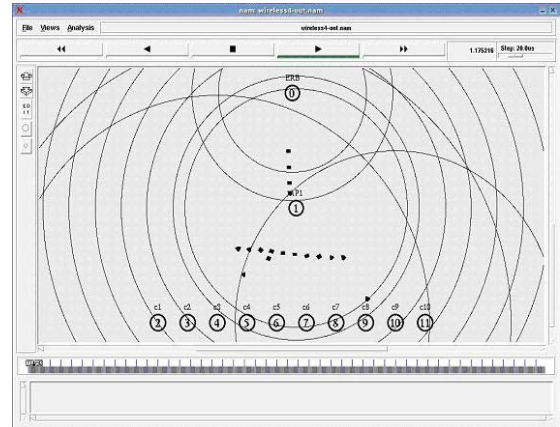 nam: wireless4-out.nam
File Views Analysis wireless4-out.nam
1.175216 Step: 20.0us
ERB
0
AP1
1
c1 c2 c3 c4 c5 c6 c7 c8 c9 c10
2 3 4 5 6 7 8 9 10 11